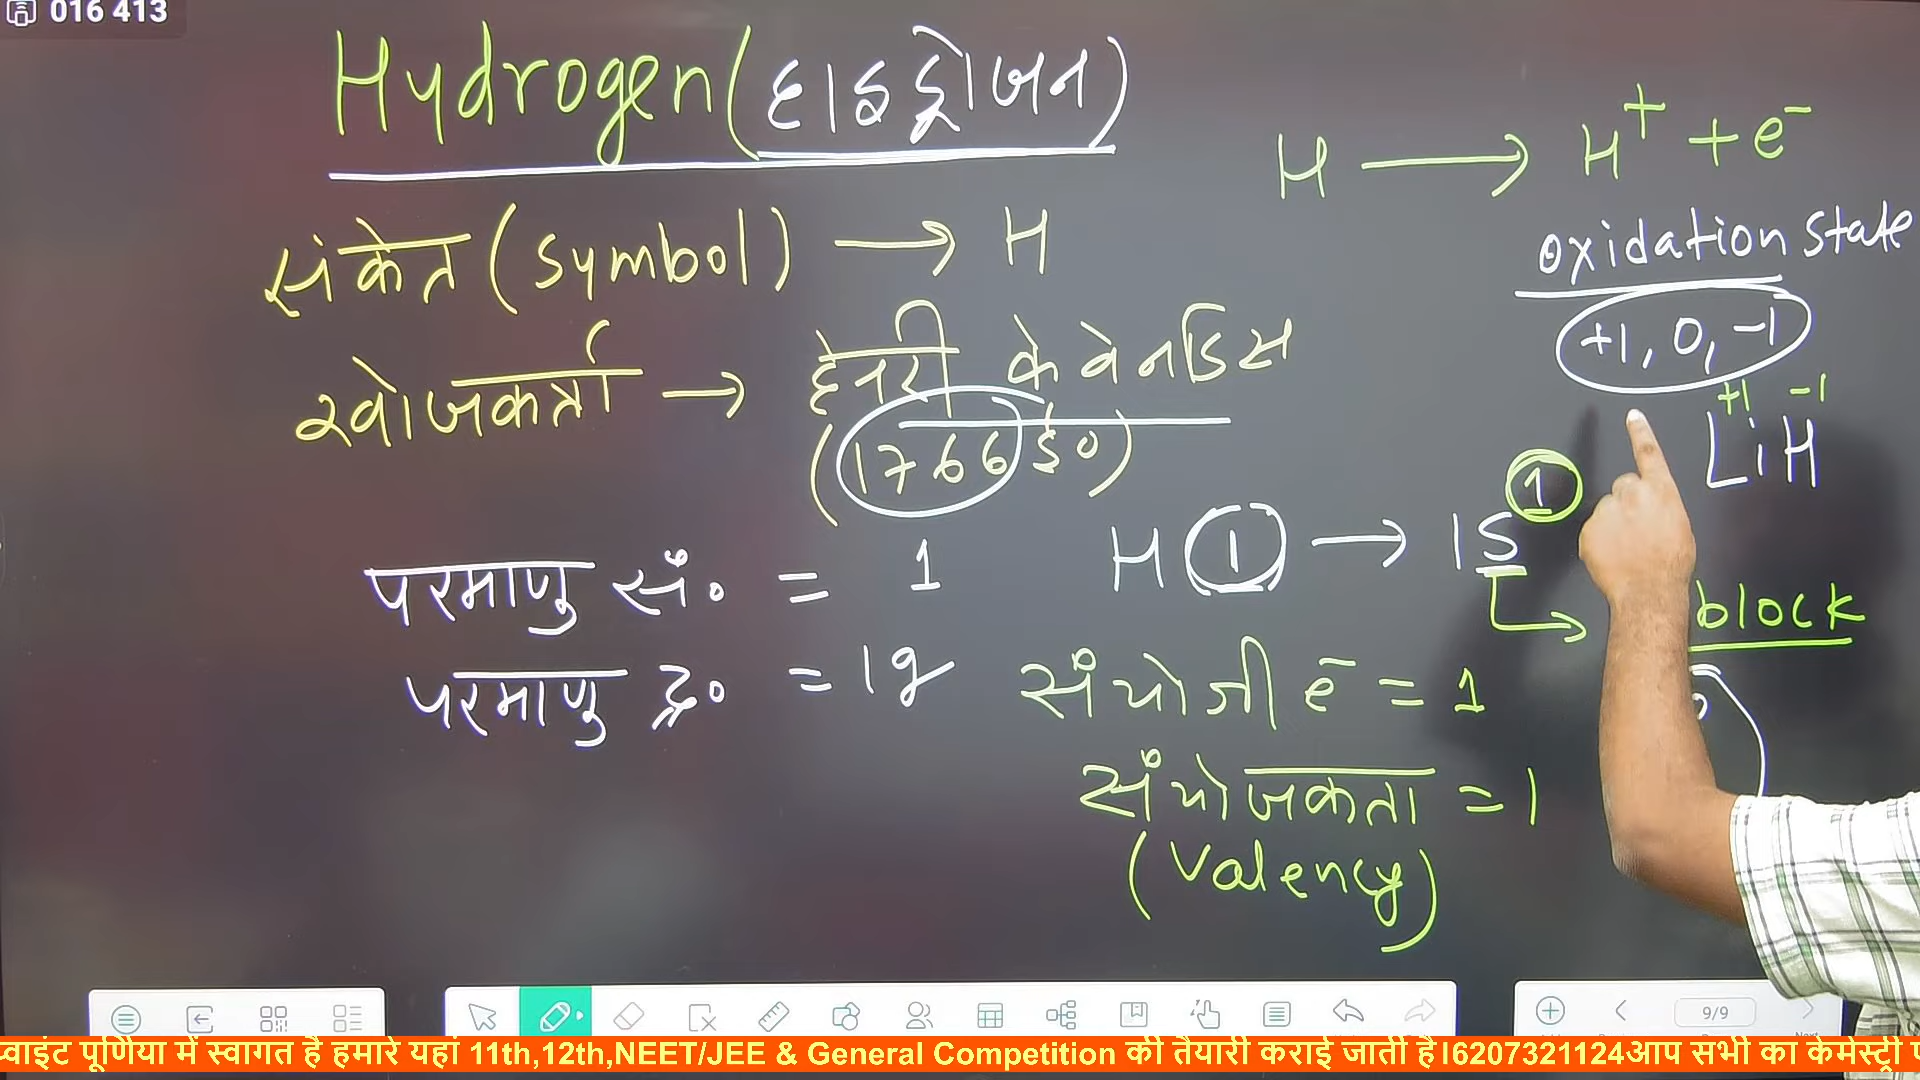 016 413
Hydrogen (हाइड्रोजन)
संकेत (Symbol) → H
खोजकर्ता → हेनरी केवेनडिस
(1766 ई०)
परमाणु सं० = 1
परमाणु द्र० = 1g
H → H⁺ + e⁻
Oxidation State
+1, 0, -1
+1 -1
LiH
H 1 → 1S¹
block
संयोजी e⁻ = 1
संयोजकता = 1
(Valency)
9/9
प्वाइंट पूर्णिया में स्वागत है हमारे यहां 11th,12th,NEET/JEE & General Competition की तैयारी कराई जाती है।6207321124आप सभी का केमेस्ट्री